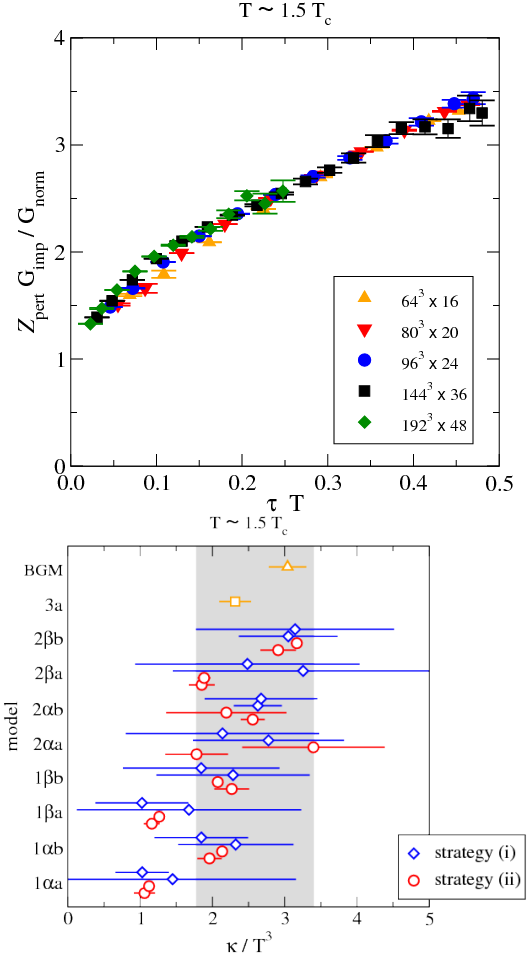 T ~ 1.5 T_c
Z_pert G_imp / G_norm
4
3
2
1
0
64³ x 16
80³ x 20
96³ x 24
144³ x 36
192³ x 48
0.0 0.1 0.2 0.3 0.4 0.5
τ T
T ~ 1.5 T_c
model
BGM
3a
2βb
2βa
2αb
2αa
1βb
1βa
1αb
1αa
strategy (i)
strategy (ii)
0 1 2 3 4 5
κ / T³